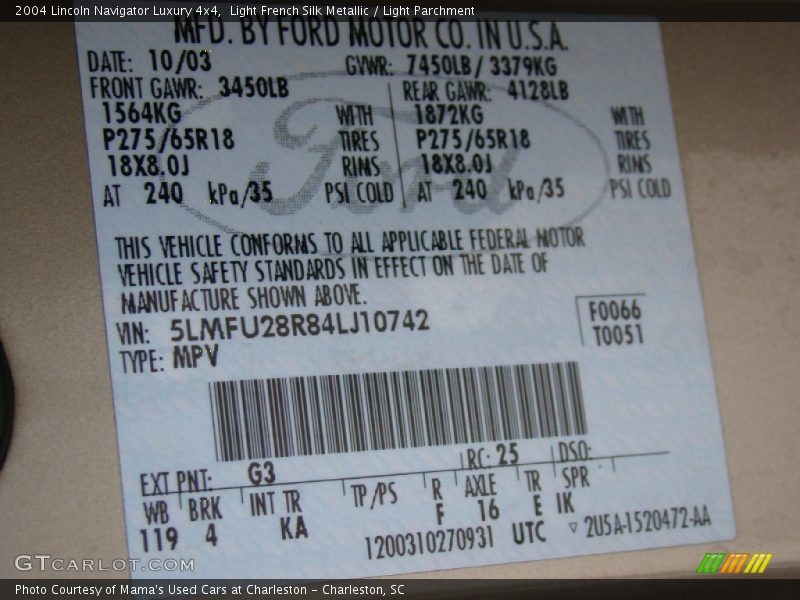 2004 Lincoln Navigator Luxury 4x4, Light French Silk Metallic / Light Parchment
MFD. BY FORD MOTOR CO. IN U.S.A.
DATE: 10/03 GVWR: 7450LB/ 3379KG
FRONT GAWR: 3450LB REAR GAWR: 4128LB
1564KG WITH 1872KG WITH
P275/65R18 TIRES P275/65R18 TIRES
18X8.0J RIMS 18X8.0J RIMS
AT 240 kPa/35 PSI COLD AT 240 kPa/35 PSI COLD
Ford
THIS VEHICLE CONFORMS TO ALL APPLICABLE FEDERAL MOTOR
VEHICLE SAFETY STANDARDS IN EFFECT ON THE DATE OF
MANUFACTURE SHOWN ABOVE.
VIN: 5LMFU28R84LJ10742 F0066
TYPE: MPV T0051
EXT PNT: G3 RC: 25 DSO:
WB BRK INT TR TP/PS R AXLE TR SPR
119 4 KA F 16 E IK
1200310270931 UTC ▽ 2U5A-1520472-AA
GTCARLOT.COM
Photo Courtesy of Mama's Used Cars at Charleston - Charleston, SC